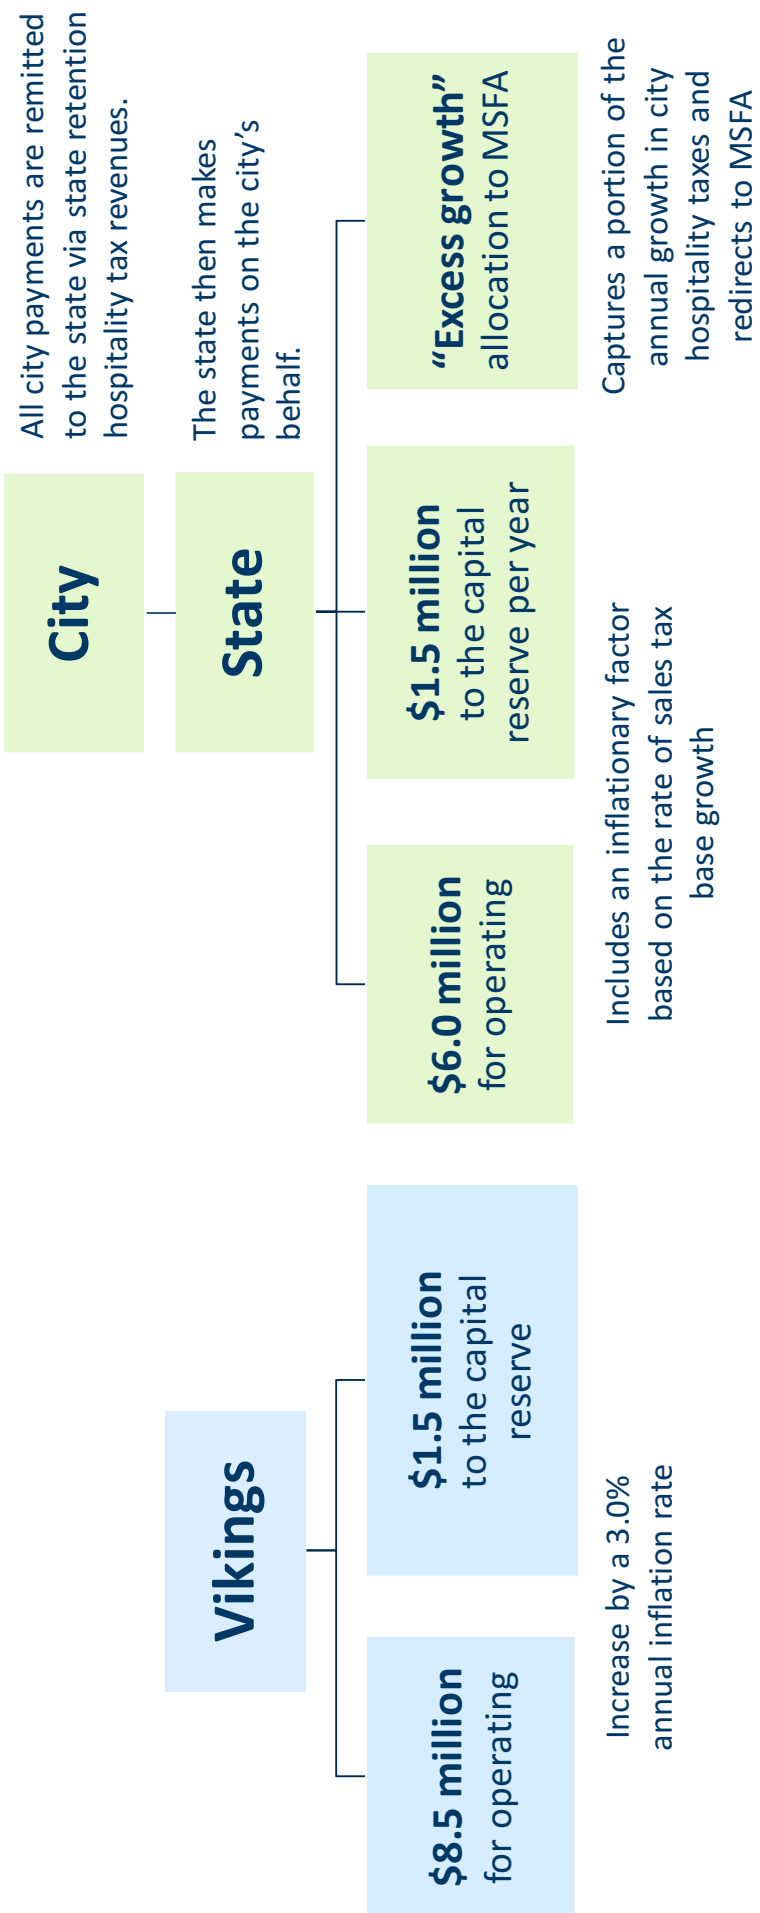 Vikings
$8.5 million
for operating
$1.5 million
to the capital
reserve
Increase by a 3.0%
annual inflation rate
City
All city payments are remitted
to the state via state retention
hospitality tax revenues.
State
The state then makes
payments on the city’s
behalf.
$6.0 million
for operating
$1.5 million
to the capital
reserve per year
“Excess growth”
allocation to MSFA
Includes an inflationary factor
based on the rate of sales tax
base growth
Captures a portion of the
annual growth in city
hospitality taxes and
redirects to MSFA